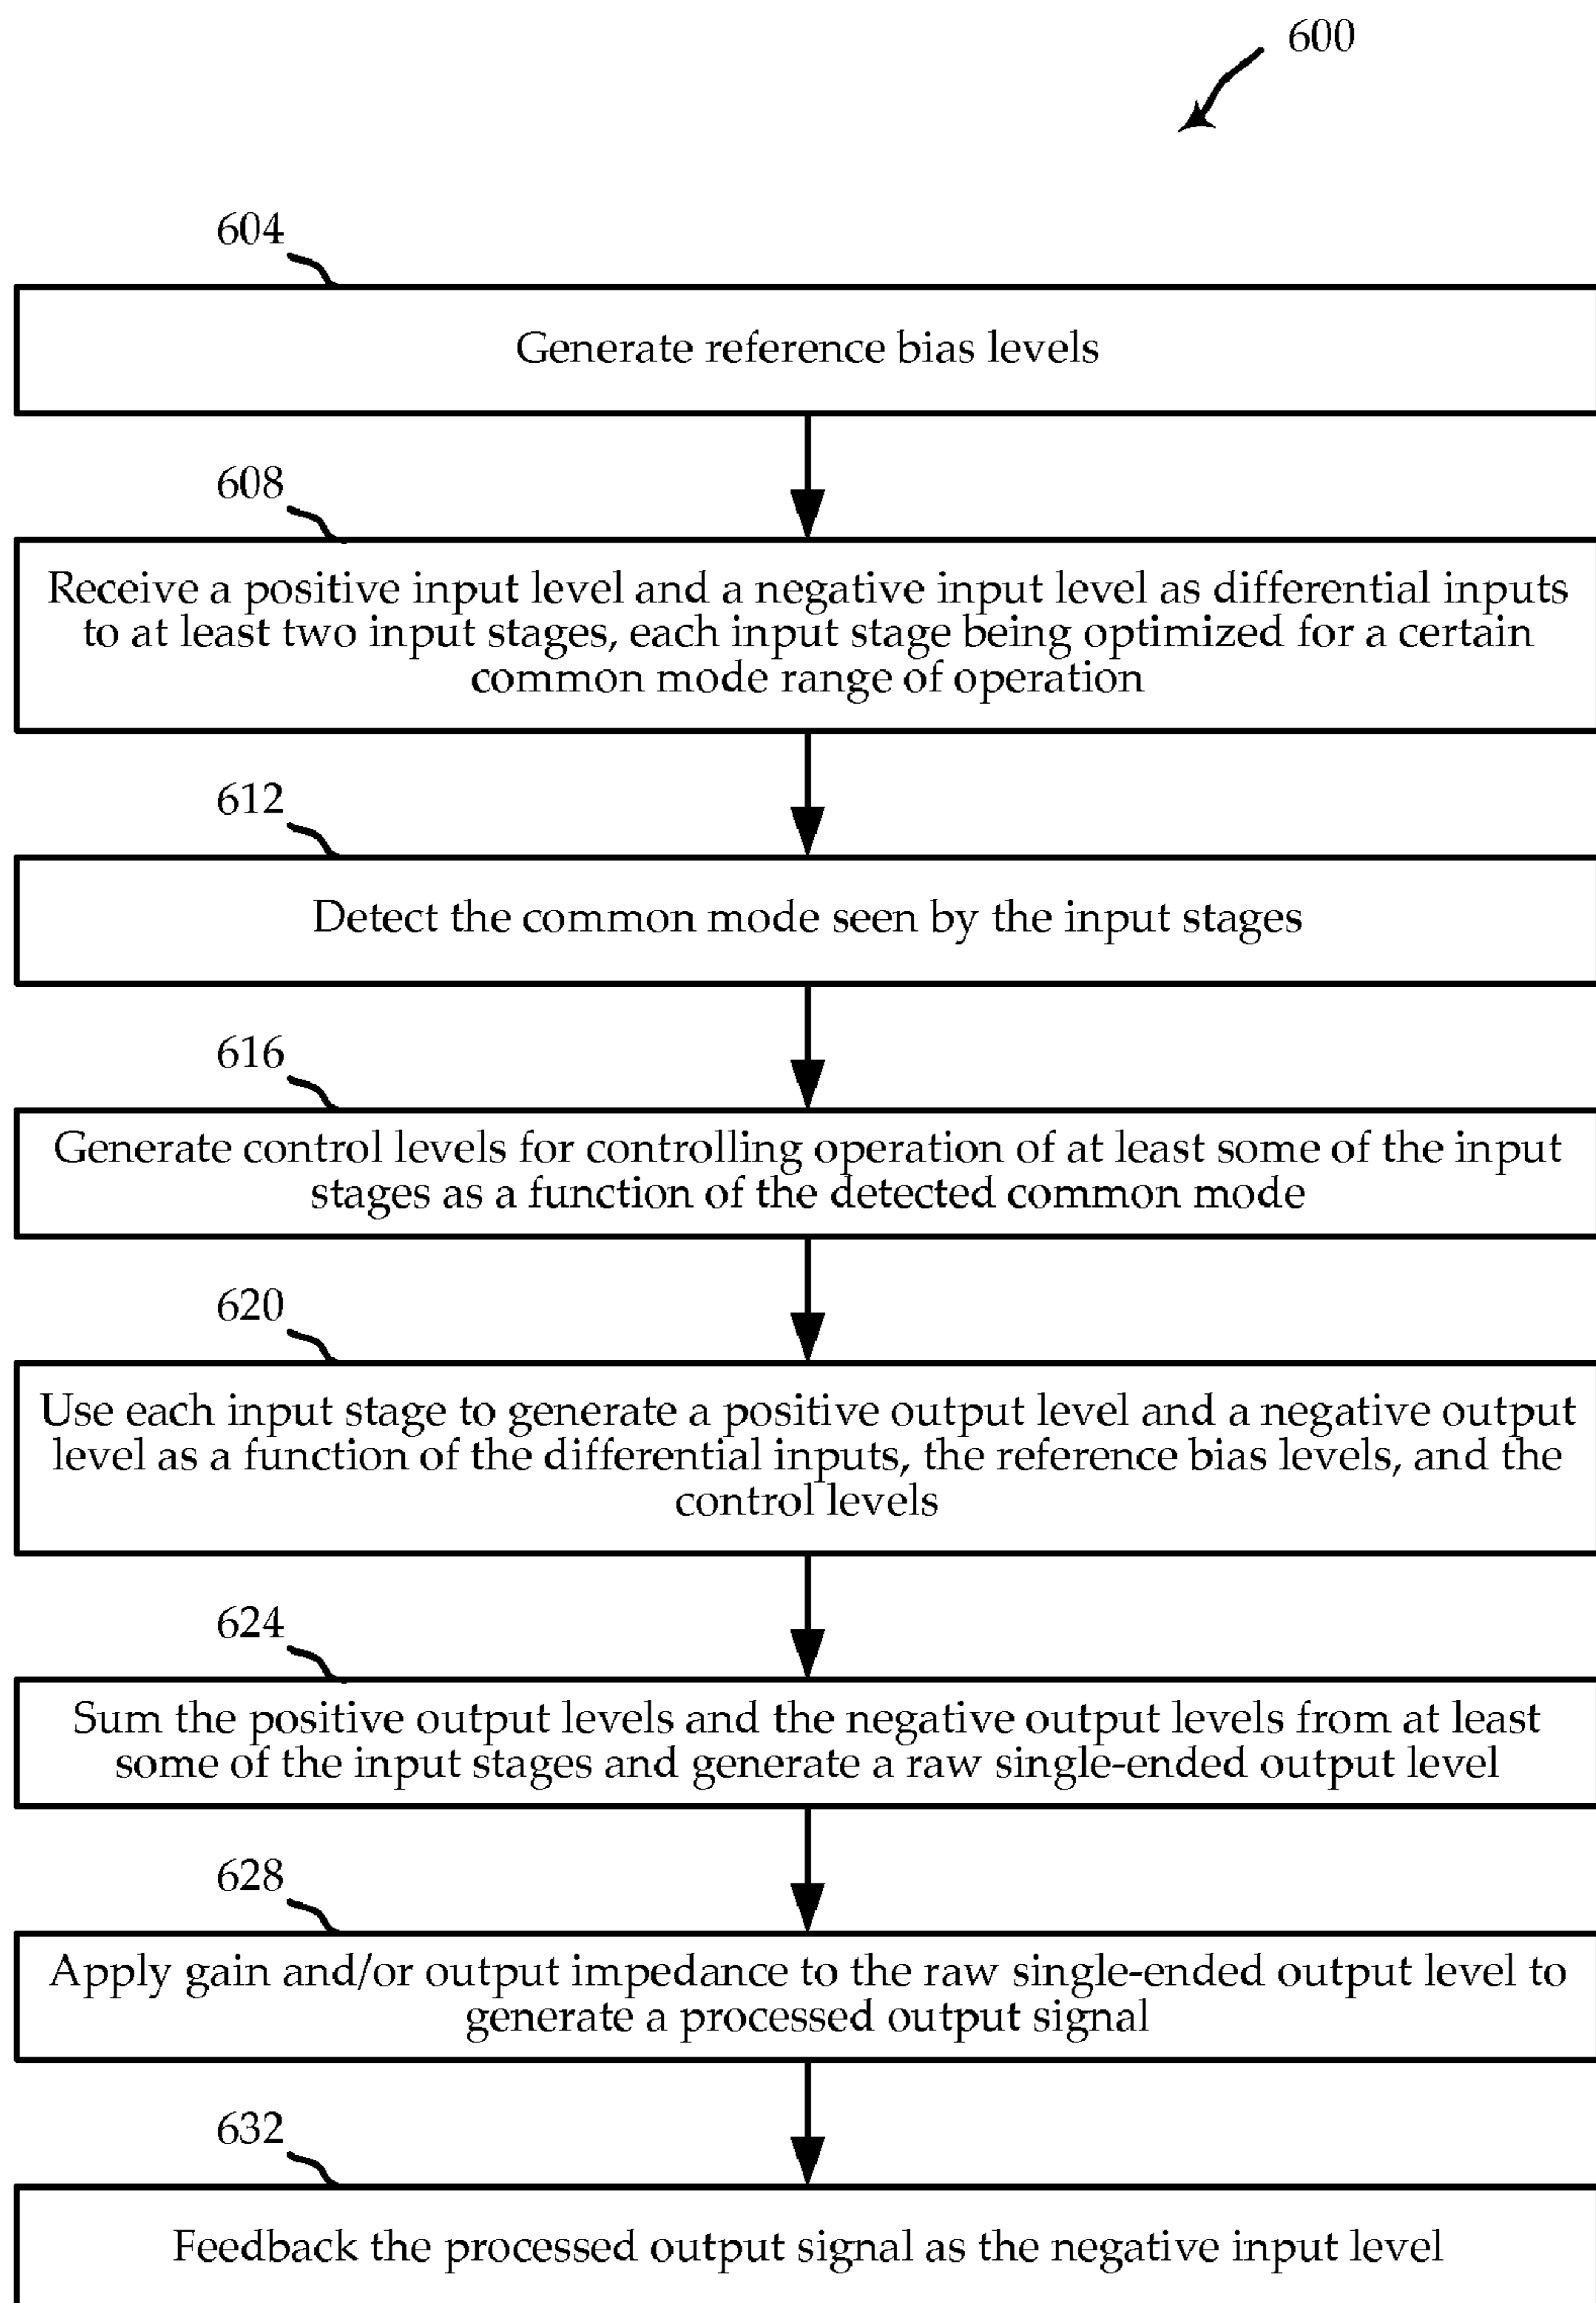 600
604
Generate reference bias levels
608
Receive a positive input level and a negative input level as differential inputs
to at least two input stages, each input stage being optimized for a certain
common mode range of operation
612
Detect the common mode seen by the input stages
616
Generate control levels for controlling operation of at least some of the input
stages as a function of the detected common mode
620
Use each input stage to generate a positive output level and a negative output
level as a function of the differential inputs, the reference bias levels, and the
control levels
624
Sum the positive output levels and the negative output levels from at least
some of the input stages and generate a raw single-ended output level
628
Apply gain and/or output impedance to the raw single-ended output level to
generate a processed output signal
632
Feedback the processed output signal as the negative input level